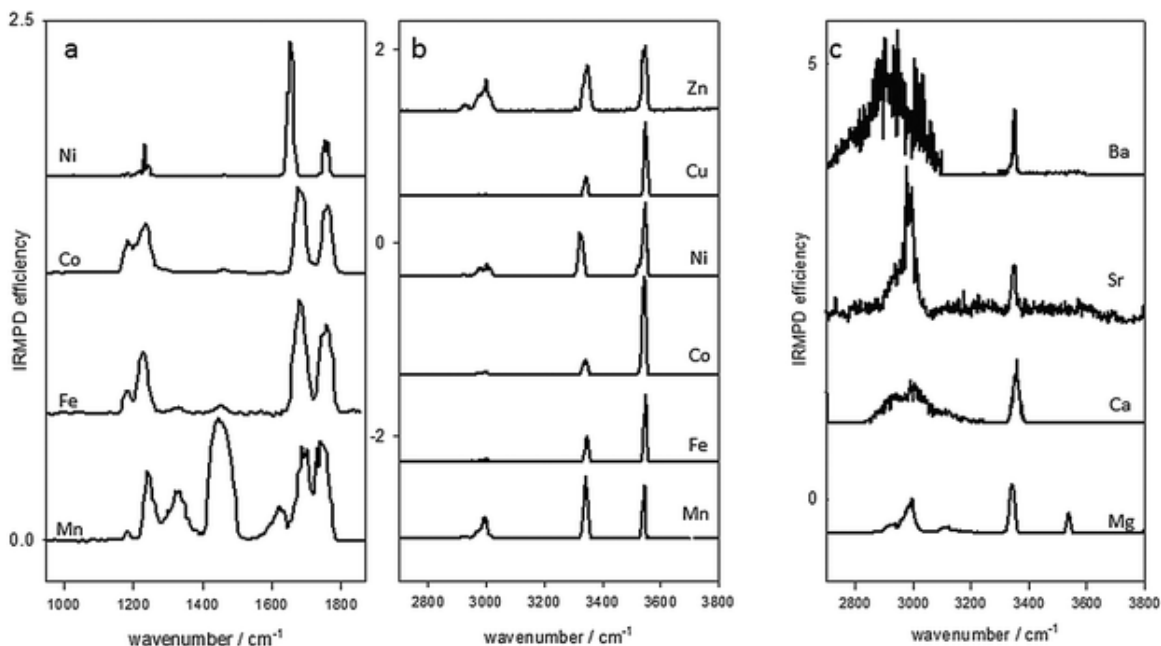 2.5
a
Ni
Co
Fe
Mn
0.0
IRMPD efficiency
1000 1200 1400 1600 1800
wavenumber / cm-1
b
2
0
-2
Zn
Cu
Ni
Co
Fe
Mn
2800 3000 3200 3400 3600 3800
wavenumber / cm-1
c
5
0
IRMPD efficiency
Ba
Sr
Ca
Mg
2800 3000 3200 3400 3600 3800
wavenumber / cm-1